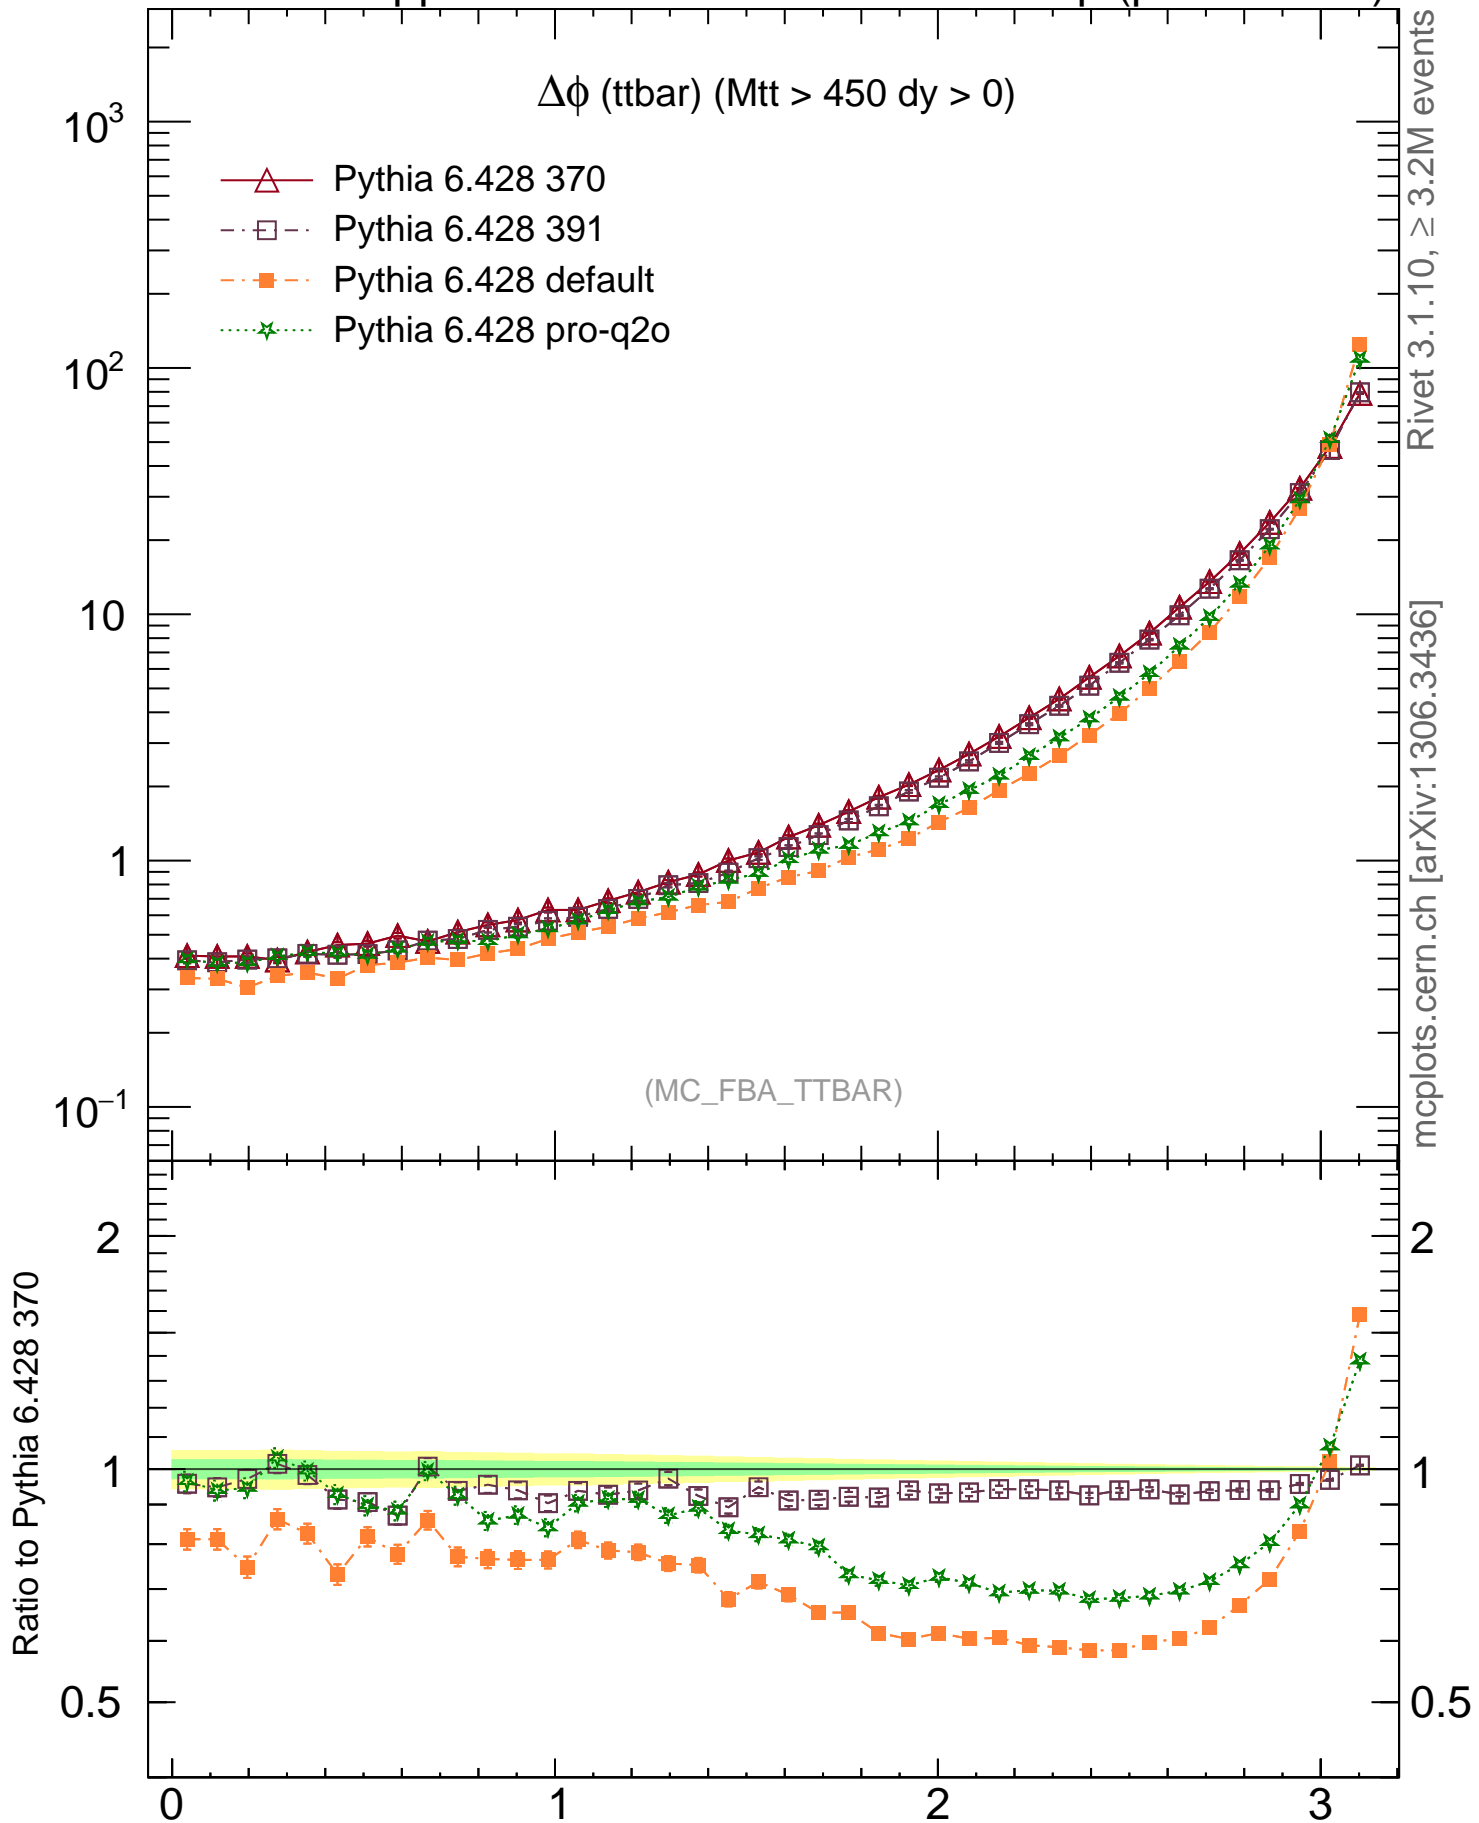 Δϕ (ttbar) (Mtt > 450 dy > 0)
Pythia 6.428 370
Pythia 6.428 391
Pythia 6.428 default
Pythia 6.428 pro-q2o
10³
10²
10
1
10⁻¹
(MC_FBA_TTBAR)
Rivet 3.1.10, ≥ 3.2M events
mcplots.cern.ch [arXiv:1306.3436]
Ratio to Pythia 6.428 370
2
1
0.5
2
1
0.5
0
1
2
3